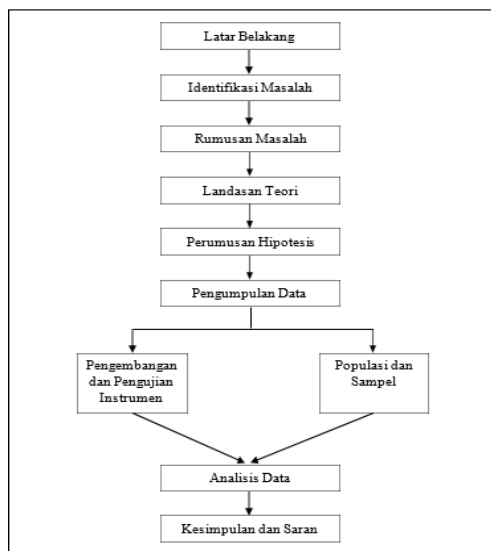 Latar Belakang
Identifikasi Masalah
Rumusan Masalah
Landasan Teori
Perumusan Hipotesis
Pengumpulan Data
Pengembangan
dan Pengujian
Instrumen
Populasi dan
Sampel
Analisis Data
Kesimpulan dan Saran